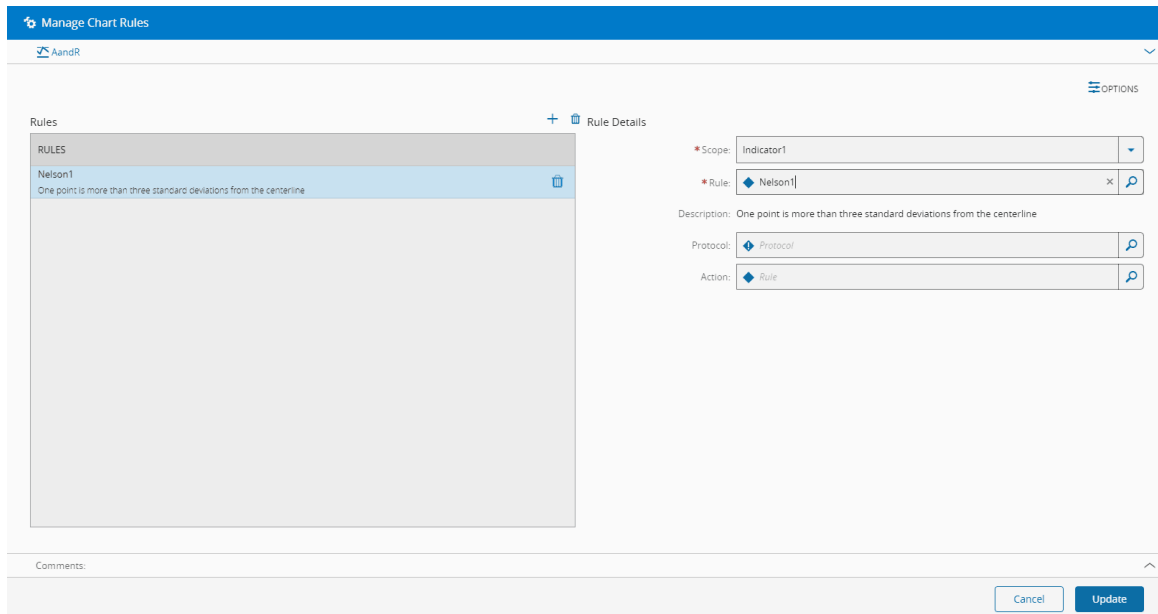 Manage Chart Rules
AandR
OPTIONS
Rules
RULES
Nelson1
One point is more than three standard deviations from the centerline
Rule Details
*Scope: Indicator1
*Rule: Nelson1
Description: One point is more than three standard deviations from the centerline
Protocol: Protocol
Action: Rule
Comments:
Cancel Update